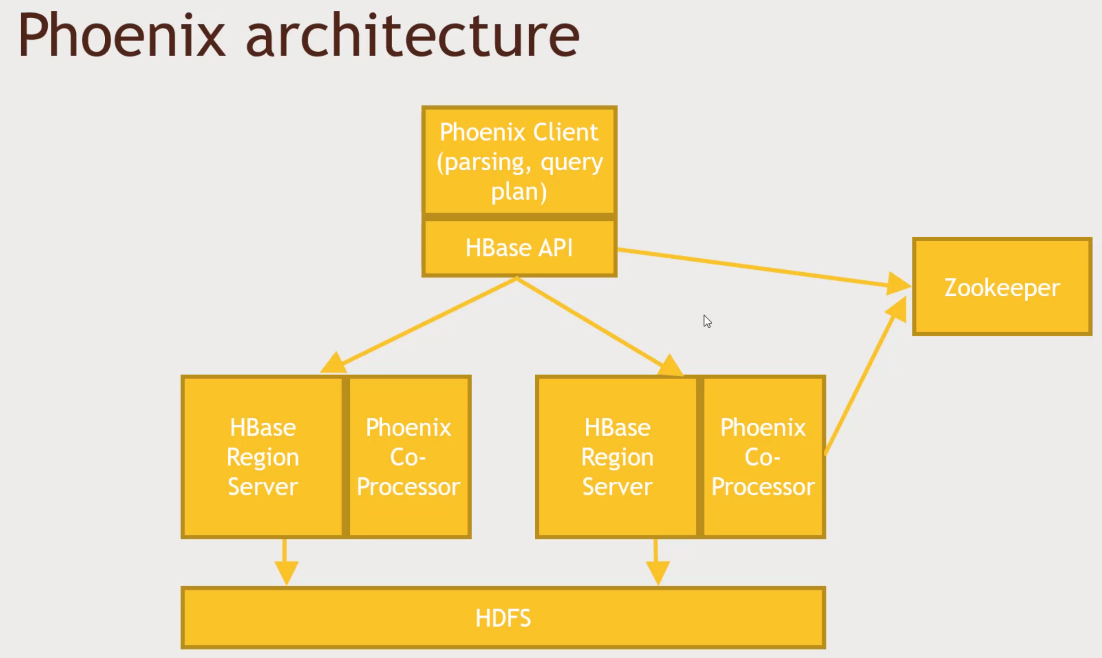 Phoenix architecture
Phoenix Client
(parsing, query
plan)
HBase API
Zookeeper
HBase
Region
Server
Phoenix
Co-
Processor
HBase
Region
Server
Phoenix
Co-
Processor
HDFS